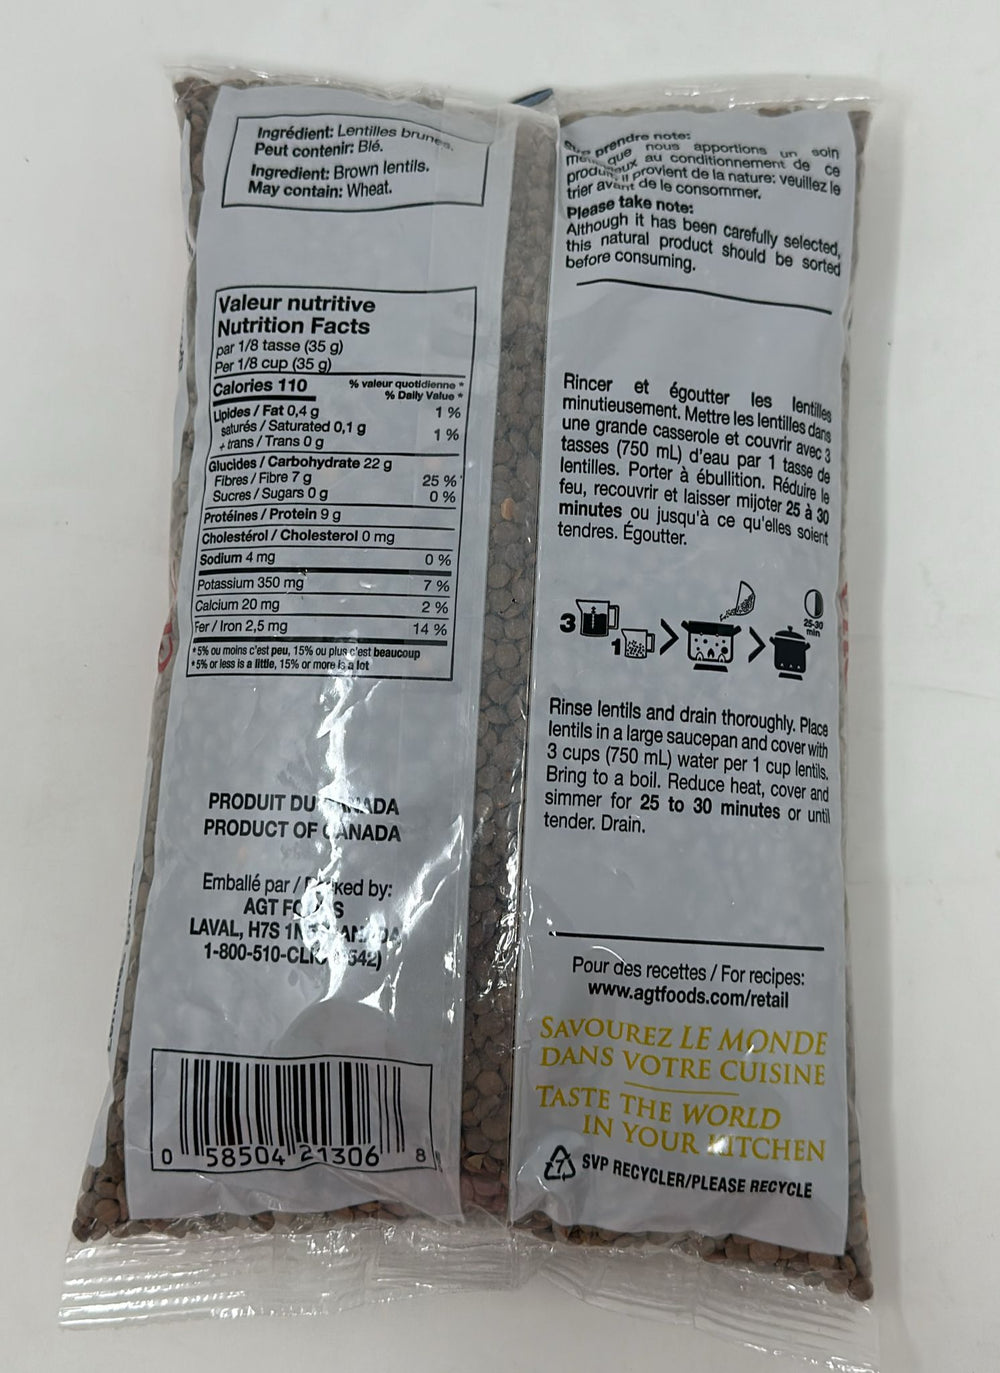 Ingrédient: Lentilles brunes.
Peut contenir: Blé.
Ingredient: Brown lentils.
May contain: Wheat.
Valeur nutritive
Nutrition Facts
par 1/8 tasse (35 g)
Per 1/8 cup (35 g)
Calories 110
% valeur quotidienne *
% Daily Value *
Lipides / Fat 0,4 g 1 %
saturés / Saturated 0,1 g
+ trans / Trans 0 g 1 %
Glucides / Carbohydrate 22 g
Fibres / Fibre 7 g 25 %
Sucres / Sugars 0 g 0 %
Protéines / Protein 9 g
Cholestérol / Cholesterol 0 mg
Sodium 4 mg 0 %
Potassium 350 mg 7 %
Calcium 20 mg 2 %
Fer / Iron 2,5 mg 14 %
*5% ou moins c'est peu, 15% ou plus c'est beaucoup
*5% or less is a little, 15% or more is a lot
PRODUIT DU CANADA
PRODUCT OF CANADA
Emballé par / Packed by:
AGT FOODS
LAVAL, H7S
1-800-510-
0 58504 21306 8
prendre note:
que nous apportions un soin
au conditionnement de ce
il provient de la nature: veuillez le
trier avant de le consommer.
Please take note:
Although it has been carefully selected,
this natural product should be sorted
before consuming.
Rincer et égoutter les lentilles
minutieusement. Mettre les lentilles dans
une grande casserole et couvrir avec 3
tasses (750 mL) d'eau par 1 tasse de
lentilles. Porter à ébullition. Réduire le
feu, recouvrir et laisser mijoter 25 à 30
minutes ou jusqu'à ce qu'elles soient
tendres. Égoutter.
3
1
25-30
min
Rinse lentils and drain thoroughly. Place
lentils in a large saucepan and cover with
3 cups (750 mL) water per 1 cup lentils.
Bring to a boil. Reduce heat, cover and
simmer for 25 to 30 minutes or until
tender. Drain.
Pour des recettes / For recipes:
www.agtfoods.com/retail
SAVOUREZ LE MONDE
DANS VOTRE CUISINE
TASTE THE WORLD
IN YOUR KITCHEN
7
SVP RECYCLER/PLEASE RECYCLE